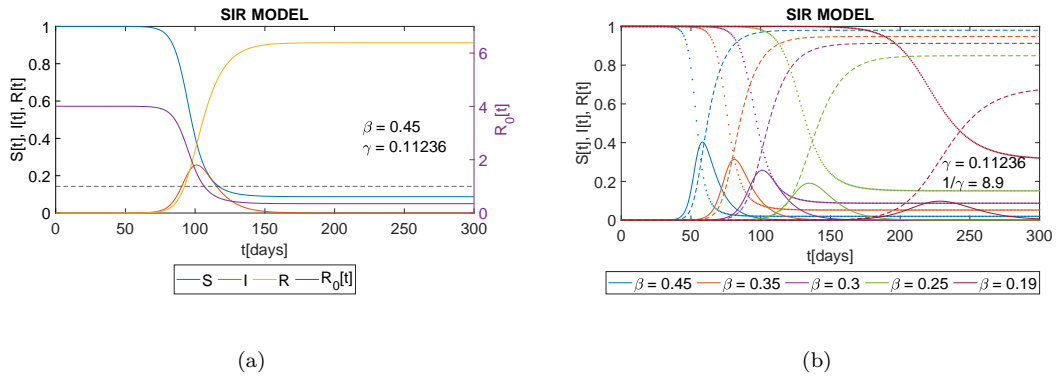 SIR MODEL
1
0.8
0.6
0.4
0.2
0
S[t], I[t], R[t]
6
4
2
0
R_0[t]
β = 0.45
γ = 0.11236
0 50 100 150 200 250 300
t[days]
S I R R_0[t]
(a)
SIR MODEL
1
0.8
0.6
0.4
0.2
0
S[t], I[t], R[t]
γ = 0.11236
1/γ = 8.9
0 50 100 150 200 250 300
t[days]
β = 0.45 β = 0.35 β = 0.3 β = 0.25 β = 0.19
(b)